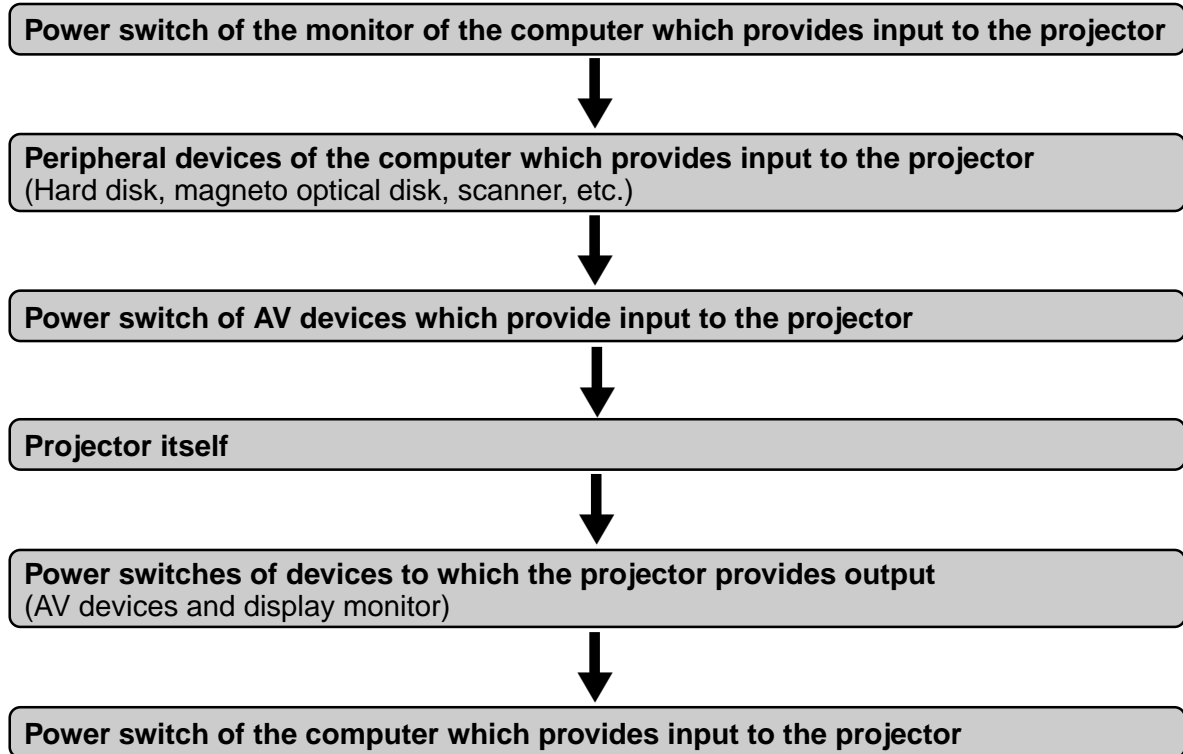 Power switch of the monitor of the computer which provides input to the projector
Peripheral devices of the computer which provides input to the projector
(Hard disk, magneto optical disk, scanner, etc.)
Power switch of AV devices which provide input to the projector
Projector itself
Power switches of devices to which the projector provides output
(AV devices and display monitor)
Power switch of the computer which provides input to the projector